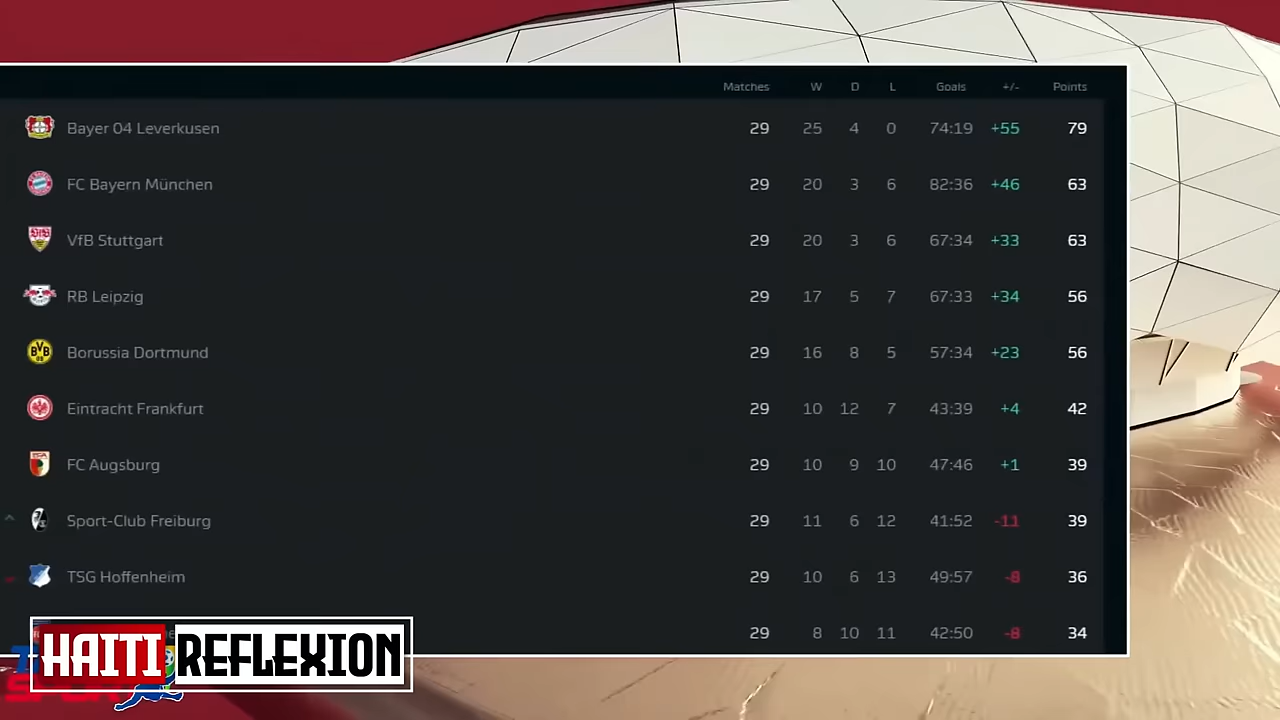 Matches W D L Goals +/- Points
Bayer 04 Leverkusen 29 25 4 0 74:19 +55 79
FC Bayern München 29 20 3 6 82:36 +46 63
VfB Stuttgart 29 20 3 6 67:34 +33 63
RB Leipzig 29 17 5 7 67:33 +34 56
Borussia Dortmund 29 16 8 5 57:34 +23 56
Eintracht Frankfurt 29 10 12 7 43:39 +4 42
FC Augsburg 29 10 9 10 47:46 +1 39
Sport-Club Freiburg 29 11 6 12 41:52 -11 39
TSG Hoffenheim 29 10 6 13 49:57 -8 36
29 8 10 11 42:50 -8 34
HAITI REFLEXION